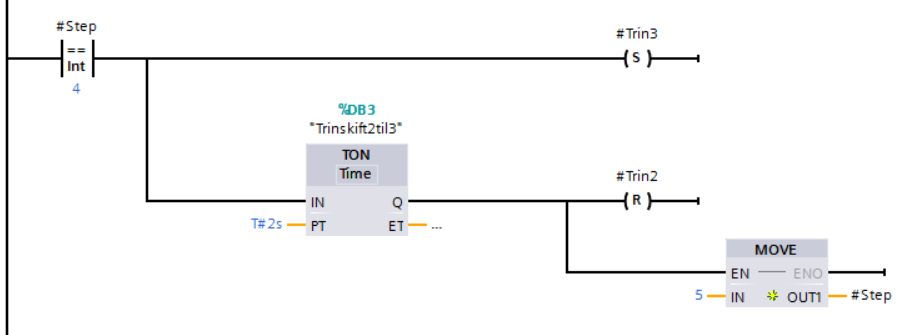 #Step
==
Int
4
#Trin3
( S )
%DB3
"Trinskift2til3"
TON
Time
IN Q
T#2s PT ET ...
#Trin2
( R )
MOVE
EN ENO
5 IN OUT1 #Step